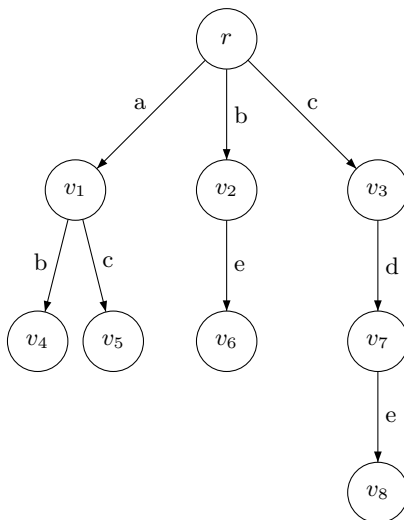 r
a b c
v₁ v₂ v₃
b c e d
v₄ v₅ v₆ v₇
e
v₈